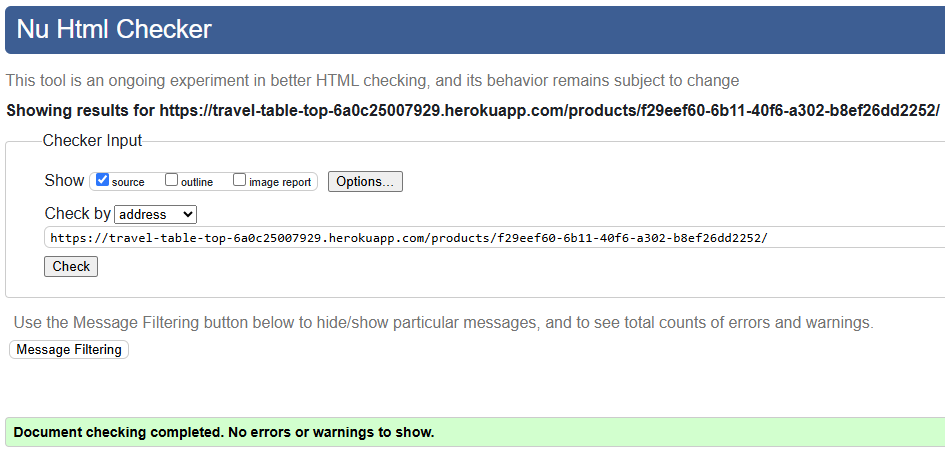 Nu Html Checker
This tool is an ongoing experiment in better HTML checking, and its behavior remains subject to change
Showing results for https://travel-table-top-6a0c25007929.herokuapp.com/products/f29eef60-6b11-40f6-a302-b8ef26dd2252/
Checker Input
Show source outline image report Options...
Check by address
https://travel-table-top-6a0c25007929.herokuapp.com/products/f29eef60-6b11-40f6-a302-b8ef26dd2252/
Check
Use the Message Filtering button below to hide/show particular messages, and to see total counts of errors and warnings.
Message Filtering
Document checking completed. No errors or warnings to show.